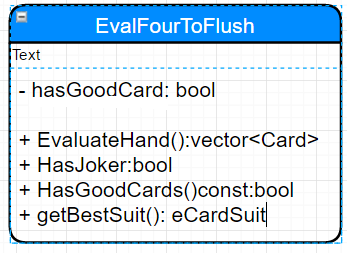 EvalFourToFlush
Text
- hasGoodCard: bool
+ EvaluateHand():vector<Card>
+ HasJoker:bool
+ HasGoodCards()const:bool
+ getBestSuit(): eCardSuit